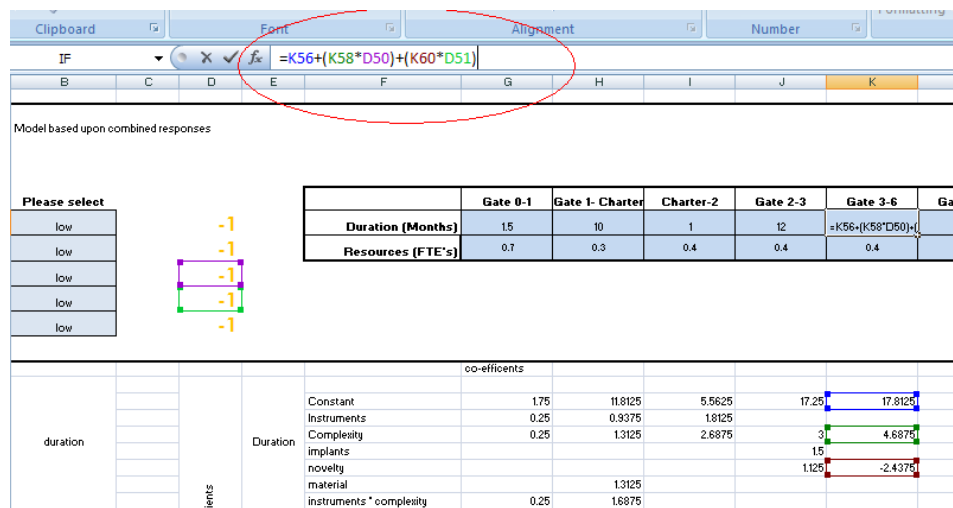 Formatting
Clipboard Font Alignment Number
IF fx =K56+(K58*D50)+(K60*D51)
B C D E F G H I J K
Model based upon combined responses
Please select Gate 0-1 Gate 1- Charter Charter-2 Gate 2-3 Gate 3-6 Ga
low -1 Duration (Months) 1.5 10 1 12 =K56+(K58*D50)+(
low -1 Resources (FTE's) 0.7 0.3 0.4 0.4 0.4
low -1
low -1
low -1
co-efficents
Constant 1.75 11.8125 5.5625 17.25 17.8125
Instruments 0.25 0.9375 1.8125
duration Duration Complexity 0.25 1.3125 2.6875 3 4.6875
implants 1.5
novelty 1.125 -2.4375
material 1.3125
ients instruments * complexity 0.25 1.6875